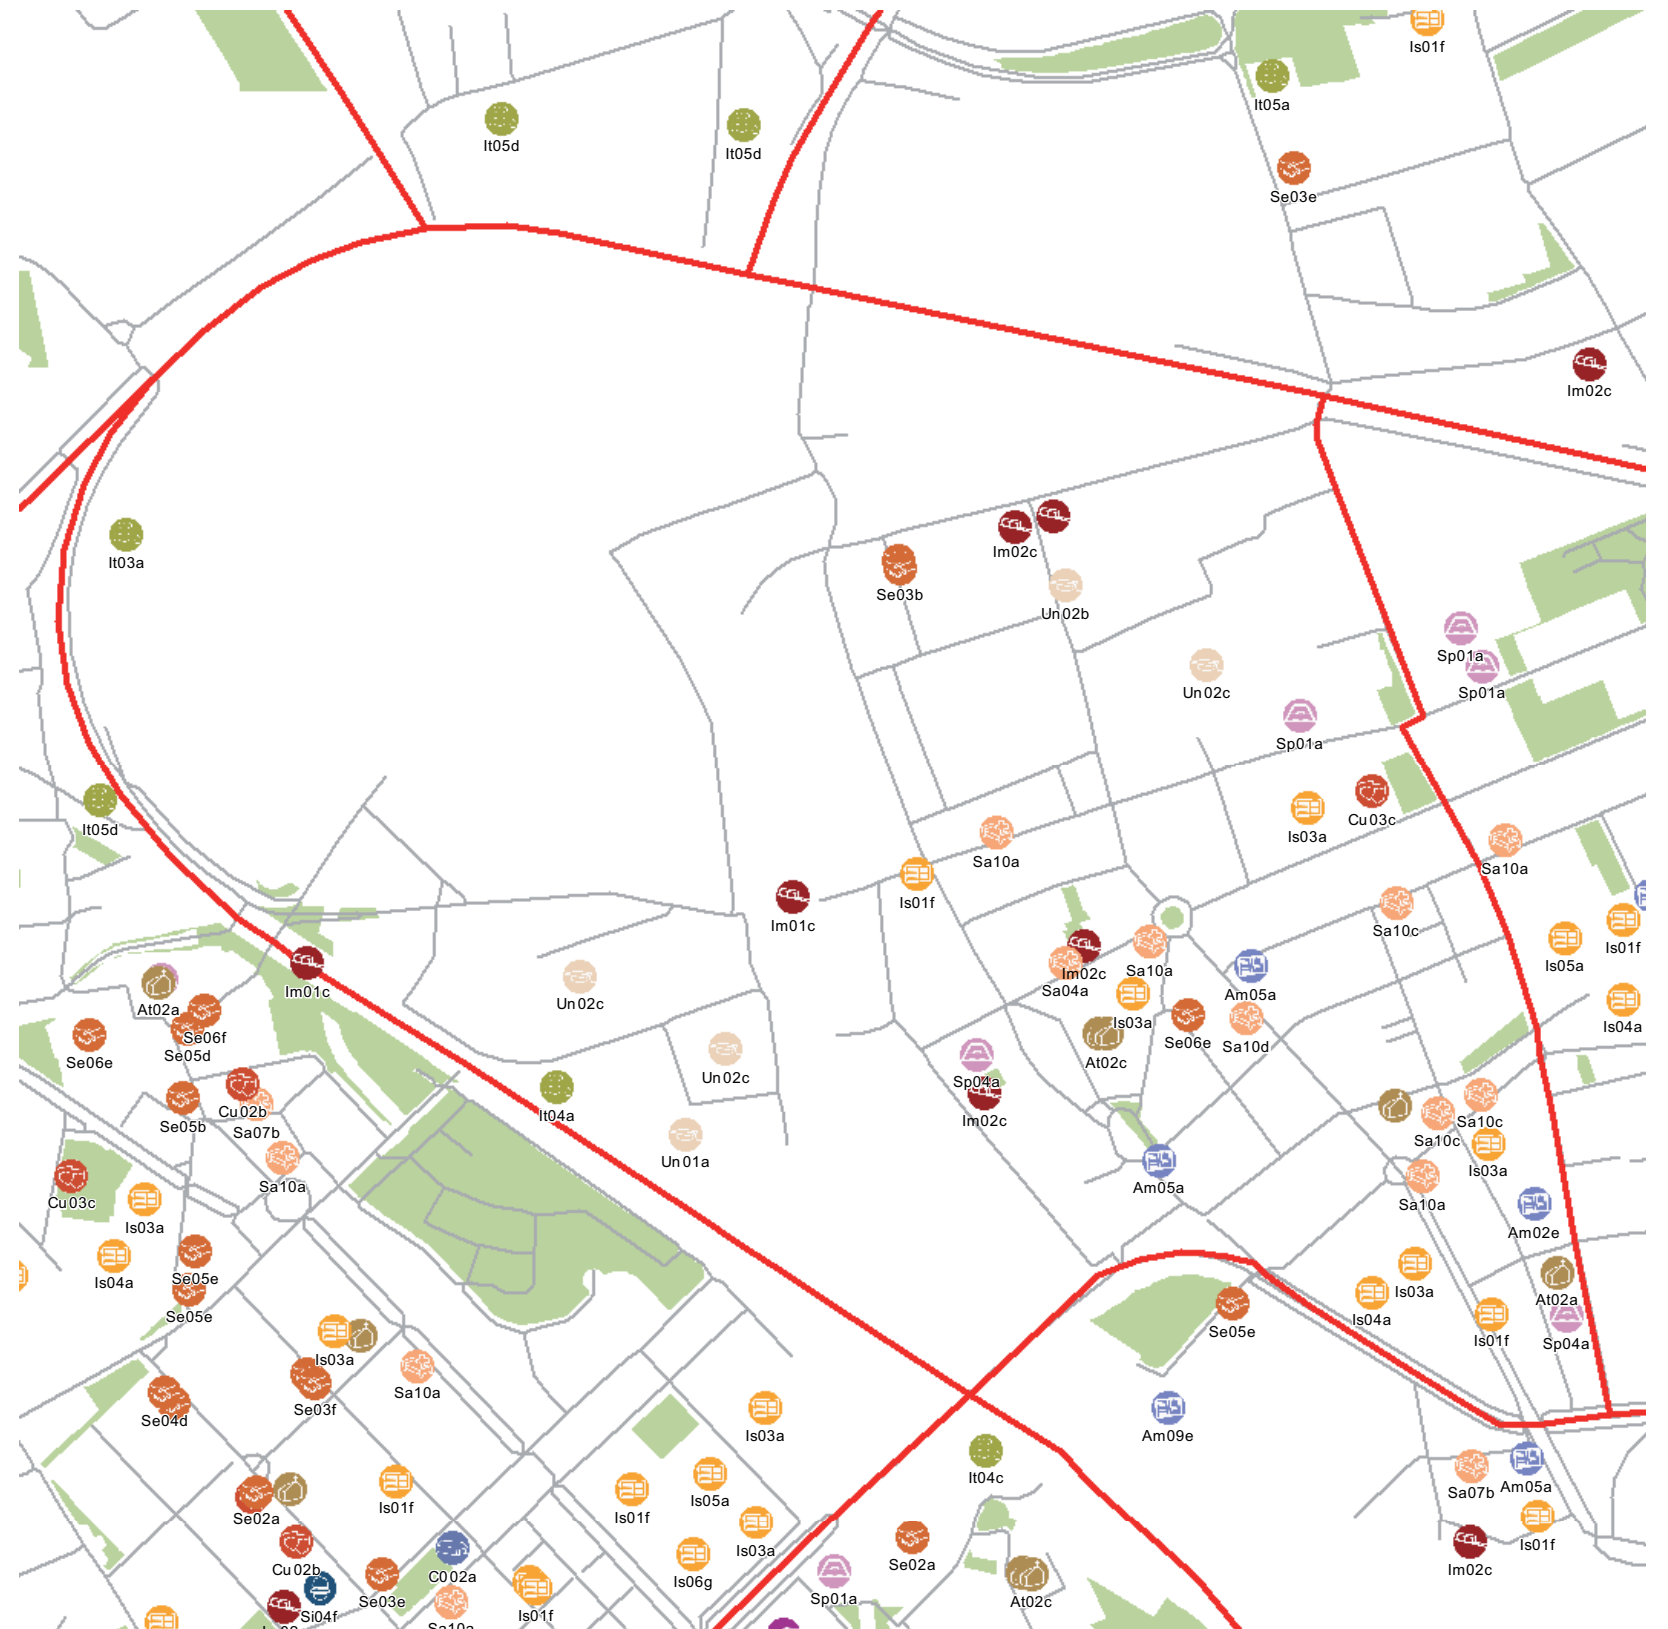 Is01f
It05a
It05d
It05d
Se03e
Im02c
Im02c
It03a
Se03b
Un02b
Sp01a
Un02c
Sp01a
Sp01a
It05d
Is03a
Cu03c
Sa10a
Sa10a
Is01f
Im01c
Sa10c
Is01f
Is05a
Im02c
Sa10a
Sa04a
Im01c
Am05a
Un02c
At02a
Is03a
Is04a
Se06f
Se06e
Se05d
Se06e
Sa10d
At02c
Un02c
Sp04a
Cu02b
It04a
Im02c
Sa10c
Se05b
Sa07b
Sa10c
Un01a
Is03a
Sa10a
Am05a
Cu03c
Sa10a
Is03a
Am02e
Se05e
Is04a
Is03a
At02a
Se05e
Is04a
Se05e
Is01f
Sp04a
Is03a
Sa10a
Se03f
Se04d
Is03a
Am09e
It04c
Is05a
Sa07b
Am05a
Is01f
Is01f
Se02a
Is03a
Is01f
Se02a
Cu02b
Im02c
C002a
Is06g
Sp01a
Se03e
At02c
Si04f
Is01f
Sa10a